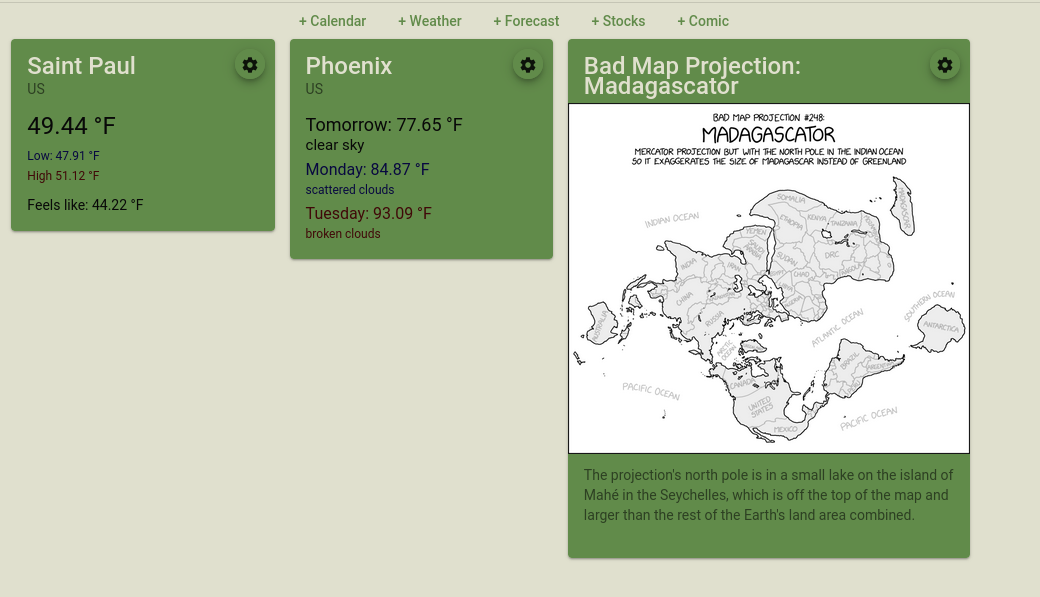 + Calendar
+ Weather
+ Forecast
+ Stocks
+ Comic
Saint Paul
US
49.44 °F
Low: 47.91 °F
High 51.12 °F
Feels like: 44.22 °F
Phoenix
US
Tomorrow: 77.65 °F
clear sky
Monday: 84.87 °F
scattered clouds
Tuesday: 93.09 °F
broken clouds
Bad Map Projection:
Madagascator
BAD MAP PROJECTION #248:
MADAGASCATOR
MERCATOR PROJECTION BUT WITH THE NORTH POLE IN THE INDIAN OCEAN
SO IT EXAGGERATES THE SIZE OF MADAGASCAR INSTEAD OF GREENLAND
MADAGASCAR
SOMALIA
INDIAN OCEAN
ETHIOPIA
KENYA
TANZANIA
YEMEN
SUDAN
DRC
ANGOLA
CHAD
INDIA
IRAN
CHINA
RUSSIA
AUSTRALIA
SOUTHERN OCEAN
ANTARCTICA
ATLANTIC OCEAN
ARCTIC
OCEAN
BRAZIL
CANADA
UNITED
STATES
MEXICO
PACIFIC OCEAN
PACIFIC OCEAN
The projection's north pole is in a small lake on the island of
Mahé in the Seychelles, which is off the top of the map and
larger than the rest of the Earth's land area combined.